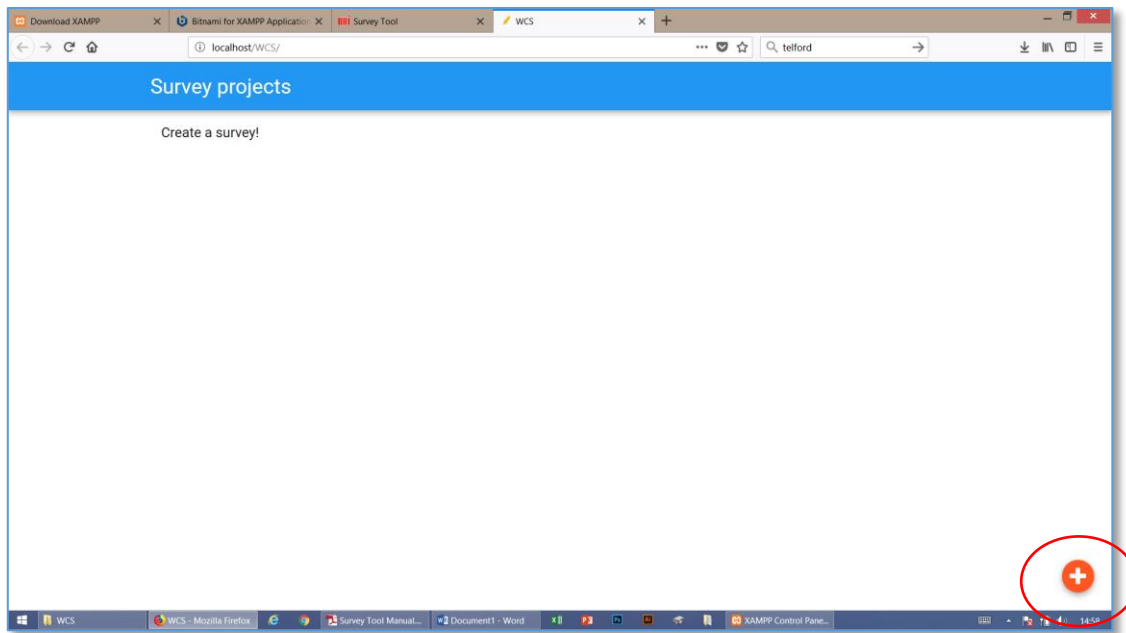 Download XAMPP
Bitnami for XAMPP Application
Survey Tool
WCS
localhost/WCS/
telford
Survey projects
Create a survey!
WCS
WCS - Mozilla Firefox
Survey Tool Manual...
Document1 - Word
XAMPP Control Pane...
14:58